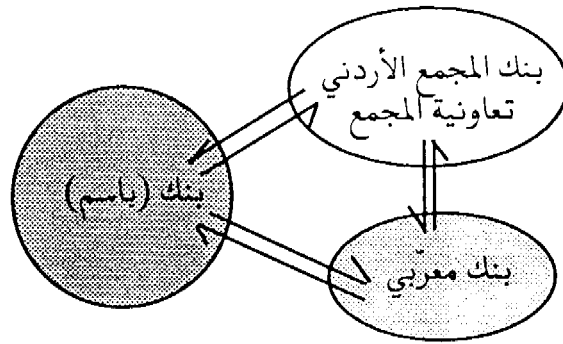 بنك المجمع الأردني
تعاونية المجمع
بنك (باسم)
بنك معرّبي